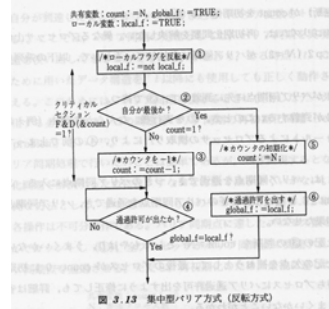 共有変数：count：=N, global_f：=TRUE；
ローカル変数：local_f：=TRUE；
①
/*ローカルフラグを反転*/
local_f：=not local_f；
②
自分が最後か？
Yes
count=1？
No
クリティカル
セクション
F&D(&count)
=1？
③
/*カウンタを－1*/
count：=count－1；
⑤
/*カウンタの初期化*/
count：=N；
④
通過許可が出たか？
No
global_f=local_f？
Yes
⑥
/*通過許可を出す*/
global_f：=local_f；
図 3.13 集中型バリア方式（反転方式）